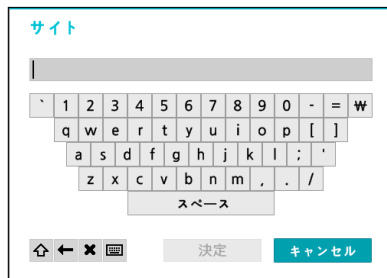 サイト
` 1 2 3 4 5 6 7 8 9 0 - = ₩
q w e r t y u i o p [ ]
a s d f g h j k l ; '
z x c v b n m , . /
スペース
決定 キャンセル